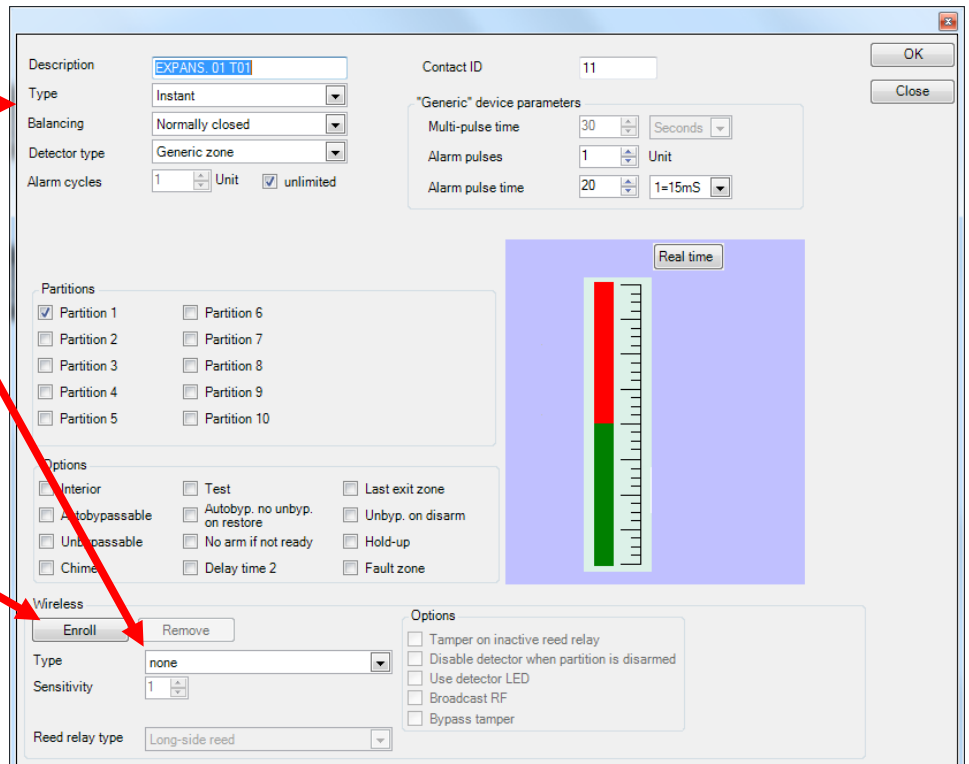 OK
Close
Description EXPANS. 01 T01
Type Instant
Balancing Normally closed
Detector type Generic zone
Alarm cycles 1 Unit unlimited
Contact ID 11
"Generic" device parameters
Multi-pulse time 30 Seconds
Alarm pulses 1 Unit
Alarm pulse time 20 1=15mS
Real time
Partitions
Partition 1 Partition 6
Partition 2 Partition 7
Partition 3 Partition 8
Partition 4 Partition 9
Partition 5 Partition 10
Options
Interior Test Last exit zone
Autobypassable Autobyp. no unbyp. on restore Unbyp. on disarm
Unbypassable No arm if not ready Hold-up
Chime Delay time 2 Fault zone
Wireless
Enroll Remove
Type none
Sensitivity 1
Reed relay type Long-side reed
Options
Tamper on inactive reed relay
Disable detector when partition is disarmed
Use detector LED
Broadcast RF
Bypass tamper